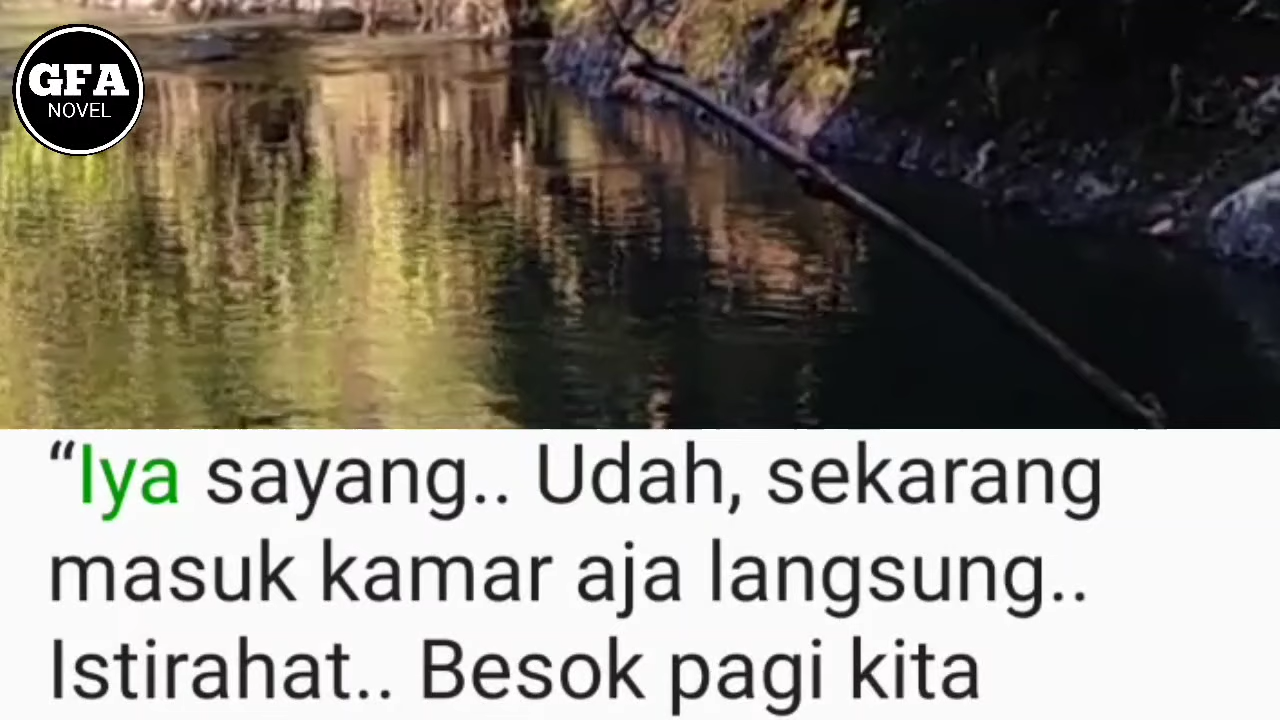 GFA
NOVEL
“Iya sayang.. Udah, sekarang
masuk kamar aja langsung..
Istirahat.. Besok pagi kita